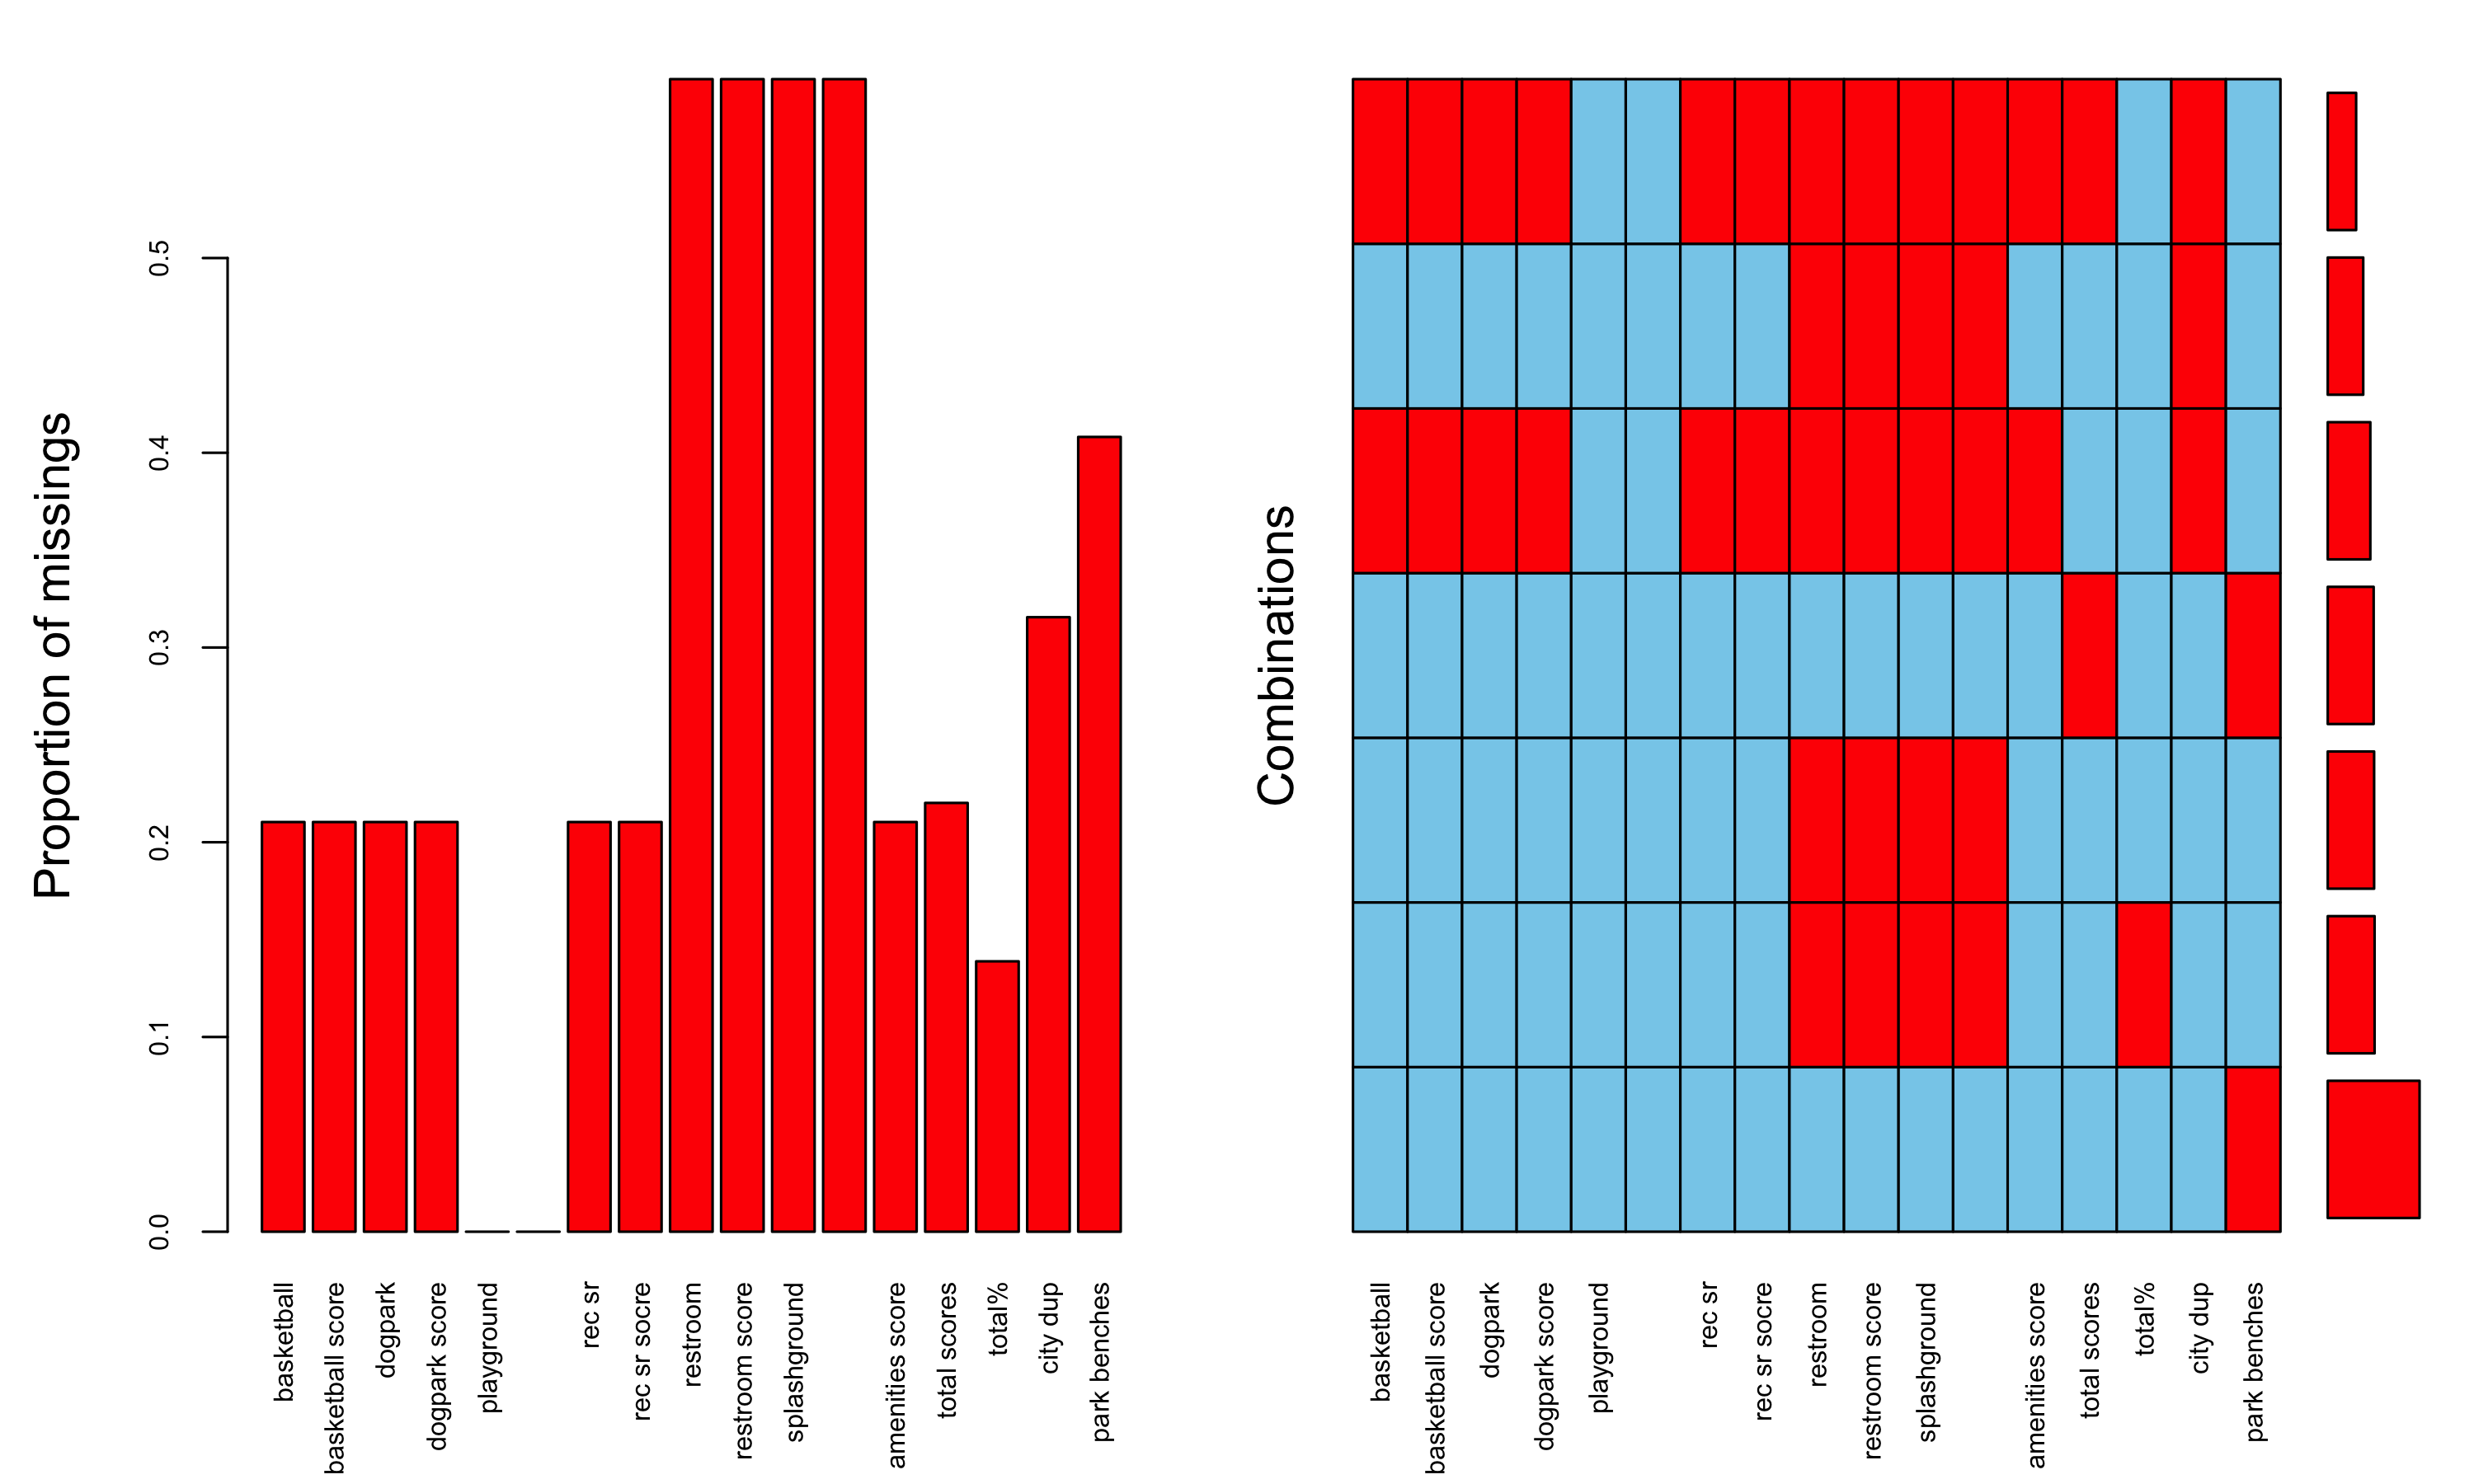 Proportion of missings
0.5
0.4
0.3
0.2
0.1
0.0
basketball
basketball score
dogpark
dogpark score
playground
rec sr
rec sr socre
restroom
restroom score
splashground
amenities score
total scores
total%
city dup
park benches
Combinations
basketball
basketball score
dogpark
dogpark score
playground
rec sr
rec sr socre
restroom
restroom score
splashground
amenities score
total scores
total%
city dup
park benches